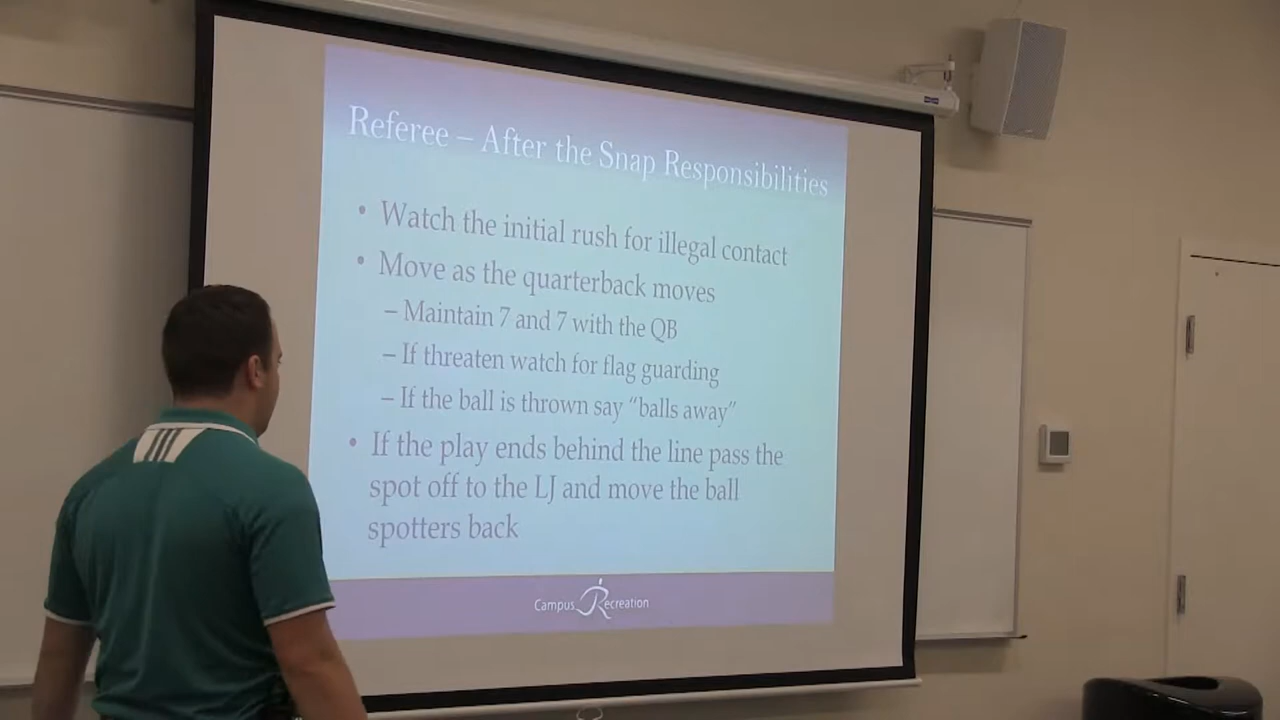 Referee – After the Snap Responsibilities
• Watch the initial rush for illegal contact
• Move as the quarterback moves
– Maintain 7 and 7 with the QB
– If threaten watch for flag guarding
– If the ball is thrown say “balls away”
• If the play ends behind the line pass the
spot off to the LJ and move the ball
spotters back
Campus Recreation